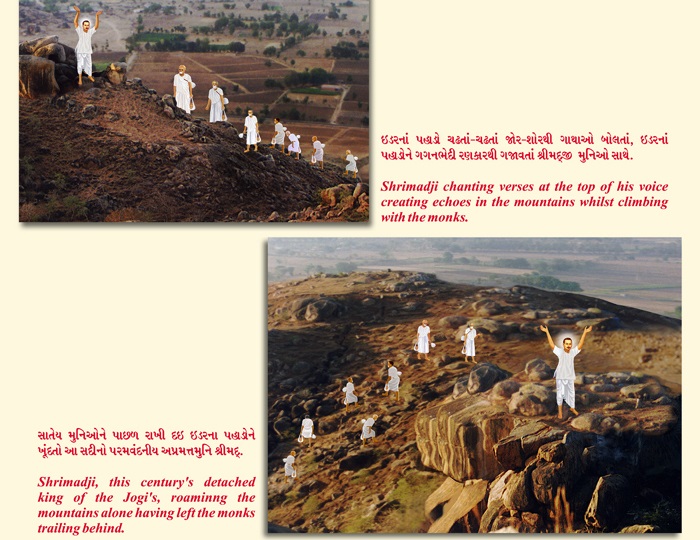 ઇડરનાં પહાડો ચઢતાં-ચઢતાં જોર-શોરથી ગાથાઓ બોલતાં, ઇડરનાં
પહાડોને ગગનભેદી રણકારથી ગજાવતાં શ્રીમદ્જી મુનિઓ સાથે.
Shrimadji chanting verses at the top of his voice
creating echoes in the mountains whilst climbing
with the monks.
સાતેય મુનિઓને પાછળ રાખી દઇ ઇડરના પહાડોને
ખૂંદતો આ સદીનો પરમવંદનીય અપ્રમત્તમુનિ શ્રીમદ્.
Shrimadji, this century's detached
king of the Jogi's, roaminng the
mountains alone having left the monks
trailing behind.